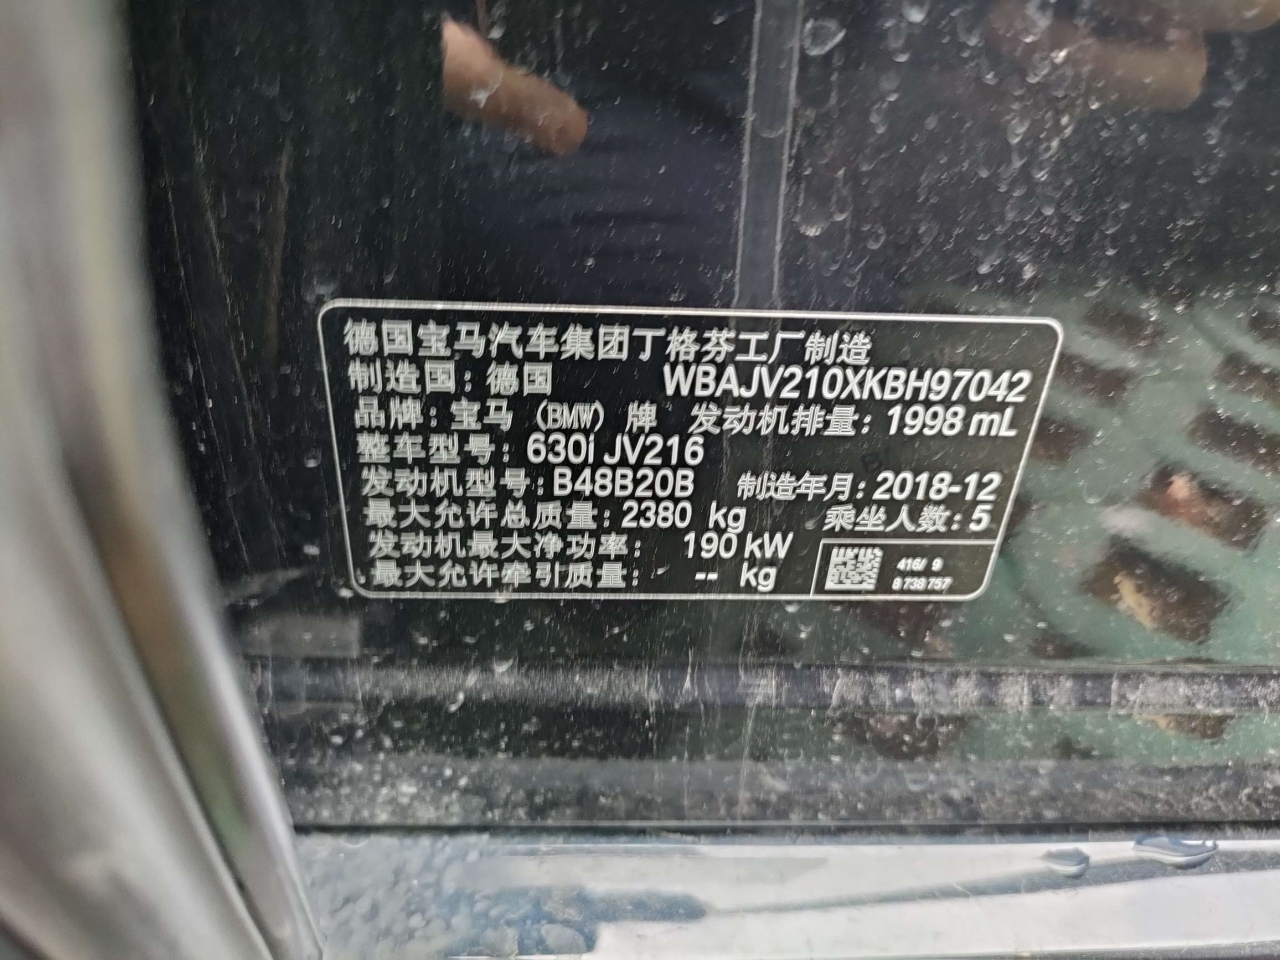 德国宝马汽车集团丁格芬工厂制造
制造国：德国 WBAJV210XKBH97042
品牌：宝马（BMW）牌 发动机排量：1998 mL
整车型号：630i JV216
发动机型号：B48B20B 制造年月：2018-12
最大允许总质量：2380 kg 乘坐人数：5
发动机最大净功率： 190 kW
最大允许牵引质量： -- kg
416/ 9
8 738 757